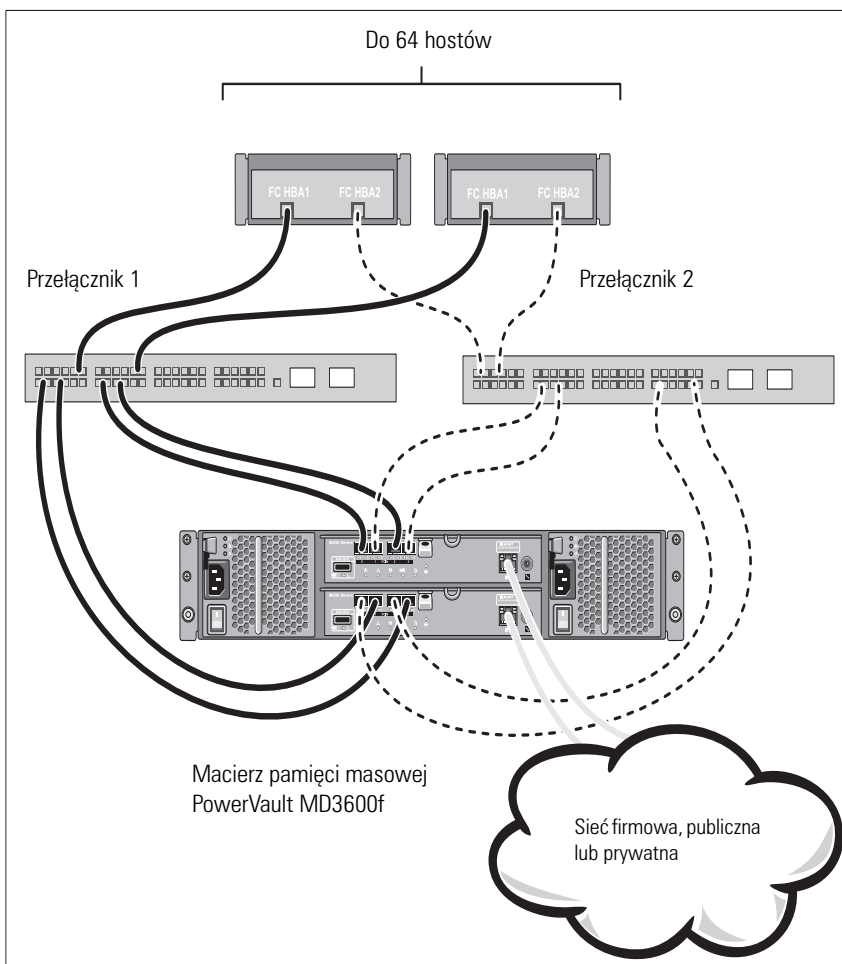 Do 64 hostów
FC HBA1
FC HBA2
FC HBA1
FC HBA2
Przełącznik 1
Przełącznik 2
Macierz pamięci masowej
PowerVault MD3600f
Sieć firmowa, publiczna
lub prywatna